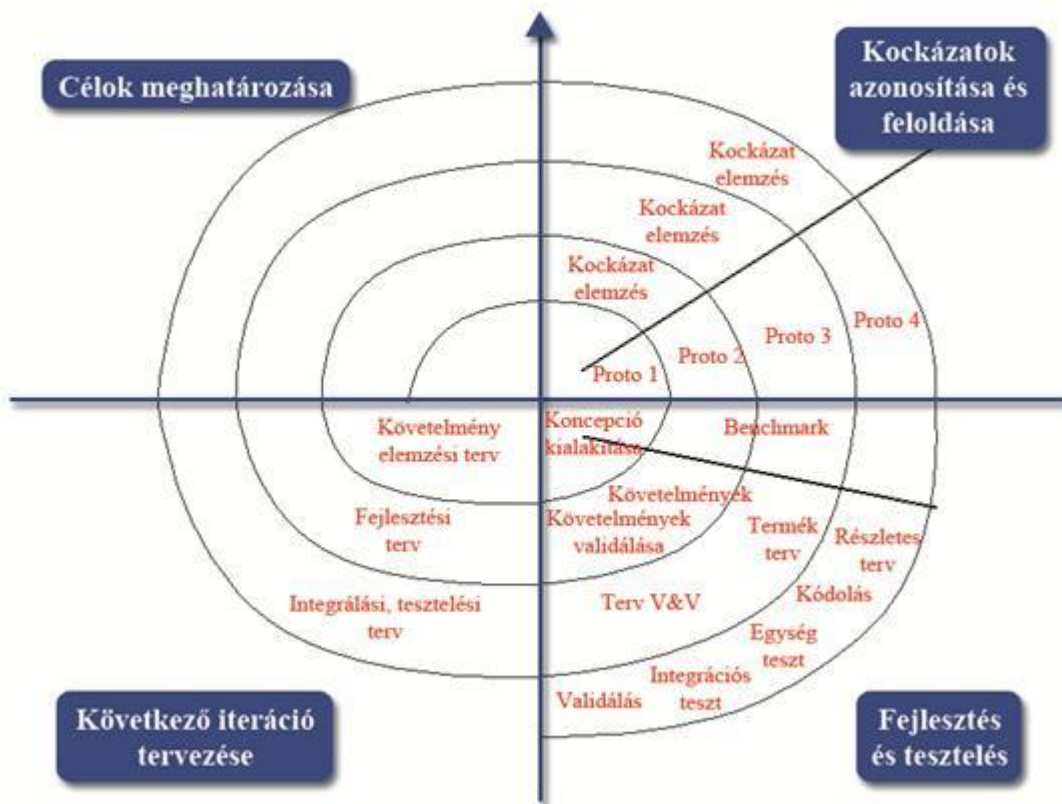 Célok meghatározása
Kockázatok
azonosítása és
feloldása
Kockázat
elemzés
Kockázat
elemzés
Kockázat
elemzés
Proto 1
Proto 2
Proto 3
Proto 4
Követelmény
elemzési terv
Koncepció
kialakítása
Benchmark
Követelmények
Fejlesztési
terv
Követelmények
validálása
Termék
terv
Részletes
terv
Kódolás
Integrálási, tesztelési
terv
Terv V&V
Egység
teszt
Integrációs
teszt
Validálás
Következő iteráció
tervezése
Fejlesztés
és tesztelés